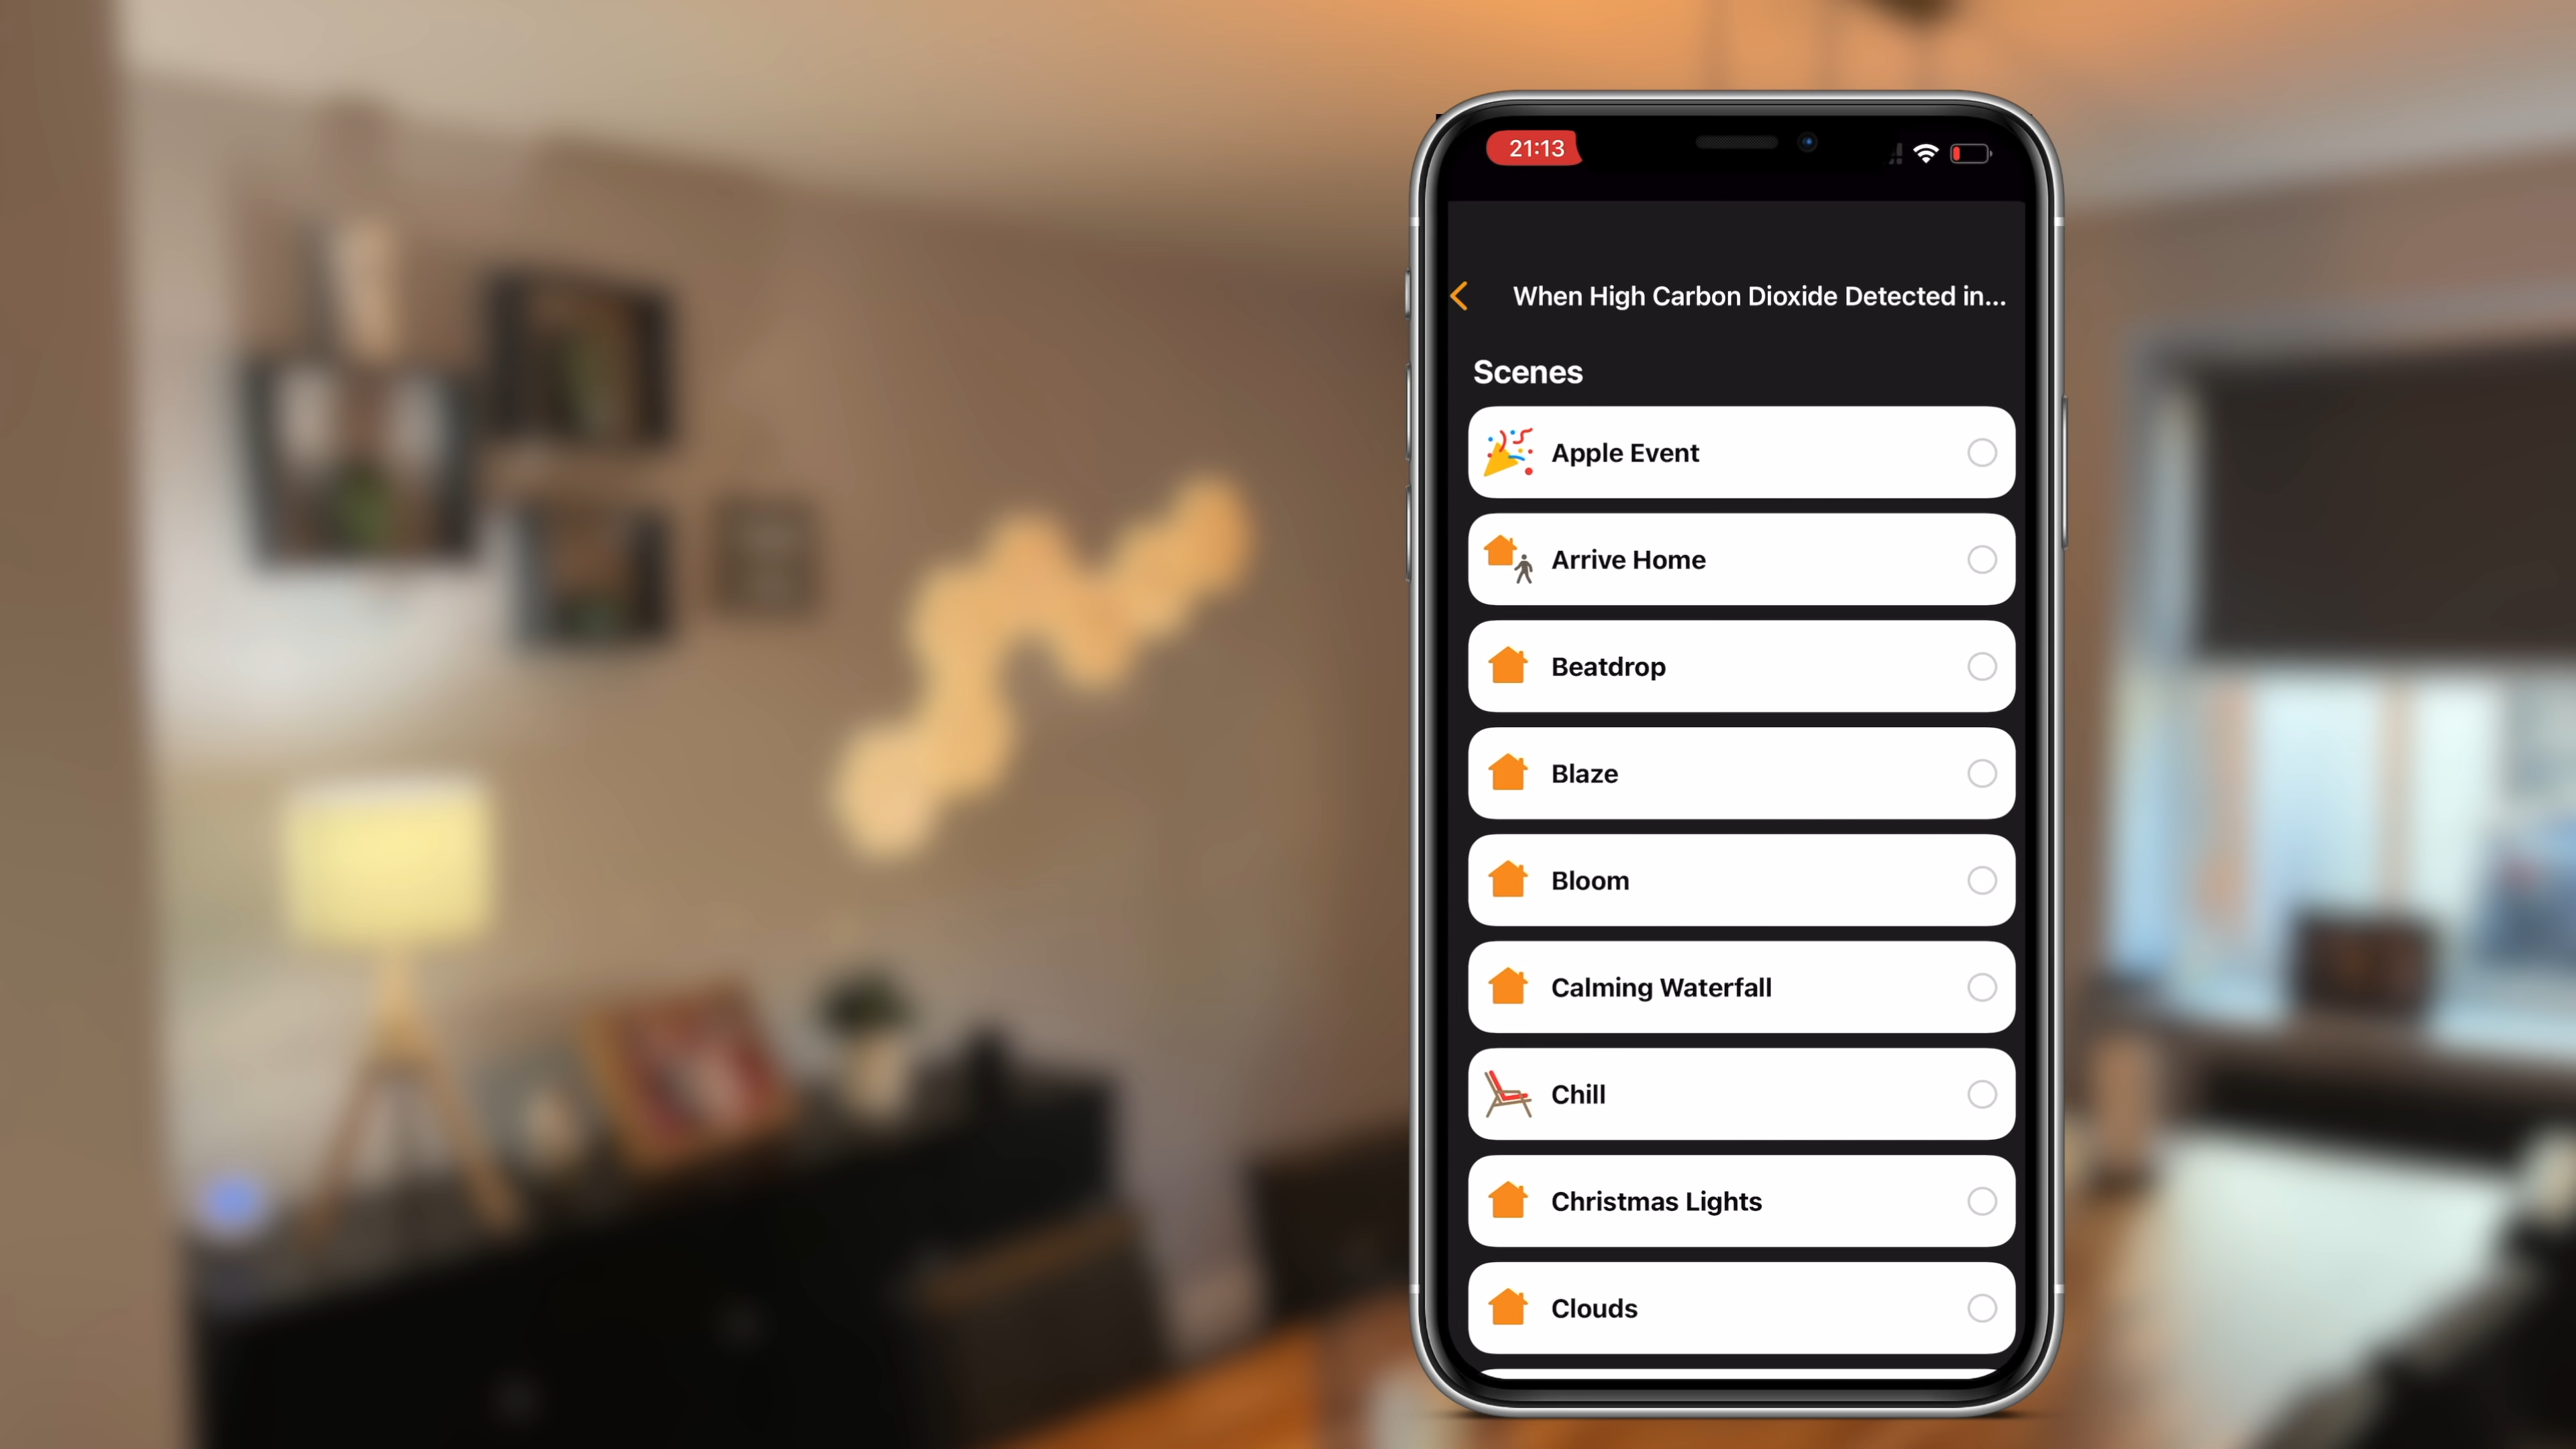 21:13
When High Carbon Dioxide Detected in...
Scenes
Apple Event
Arrive Home
Beatdrop
Blaze
Bloom
Calming Waterfall
Chill
Christmas Lights
Clouds